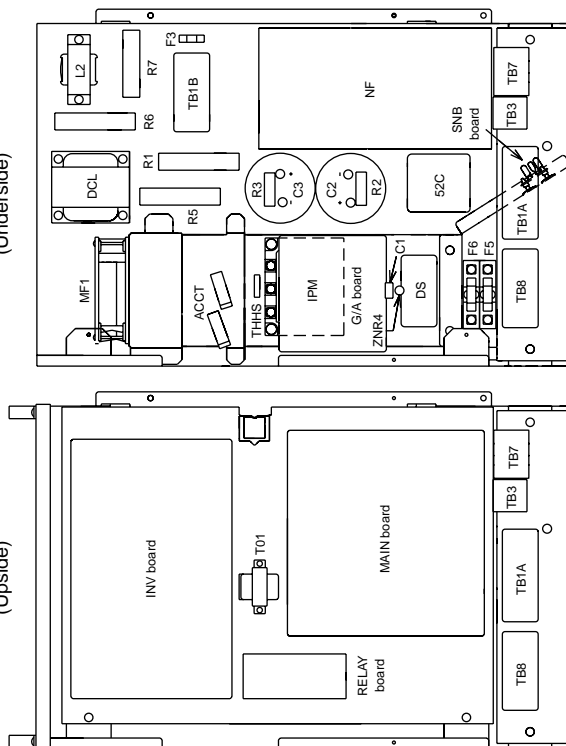 (Underside)
L2
R7
F3
TB1B
R6
NF
TB7
TB3
SNB
board
DCL
R1
R5
R3
C3
C2
R2
52C
TB1A
MF1
ACCT
THHS
IPM
G/A board
C1
ZNR4
DS
F6
F5
TB8
(Upside)
INV board
T01
MAIN board
RELAY
board
TB7
TB3
TB1A
TB8